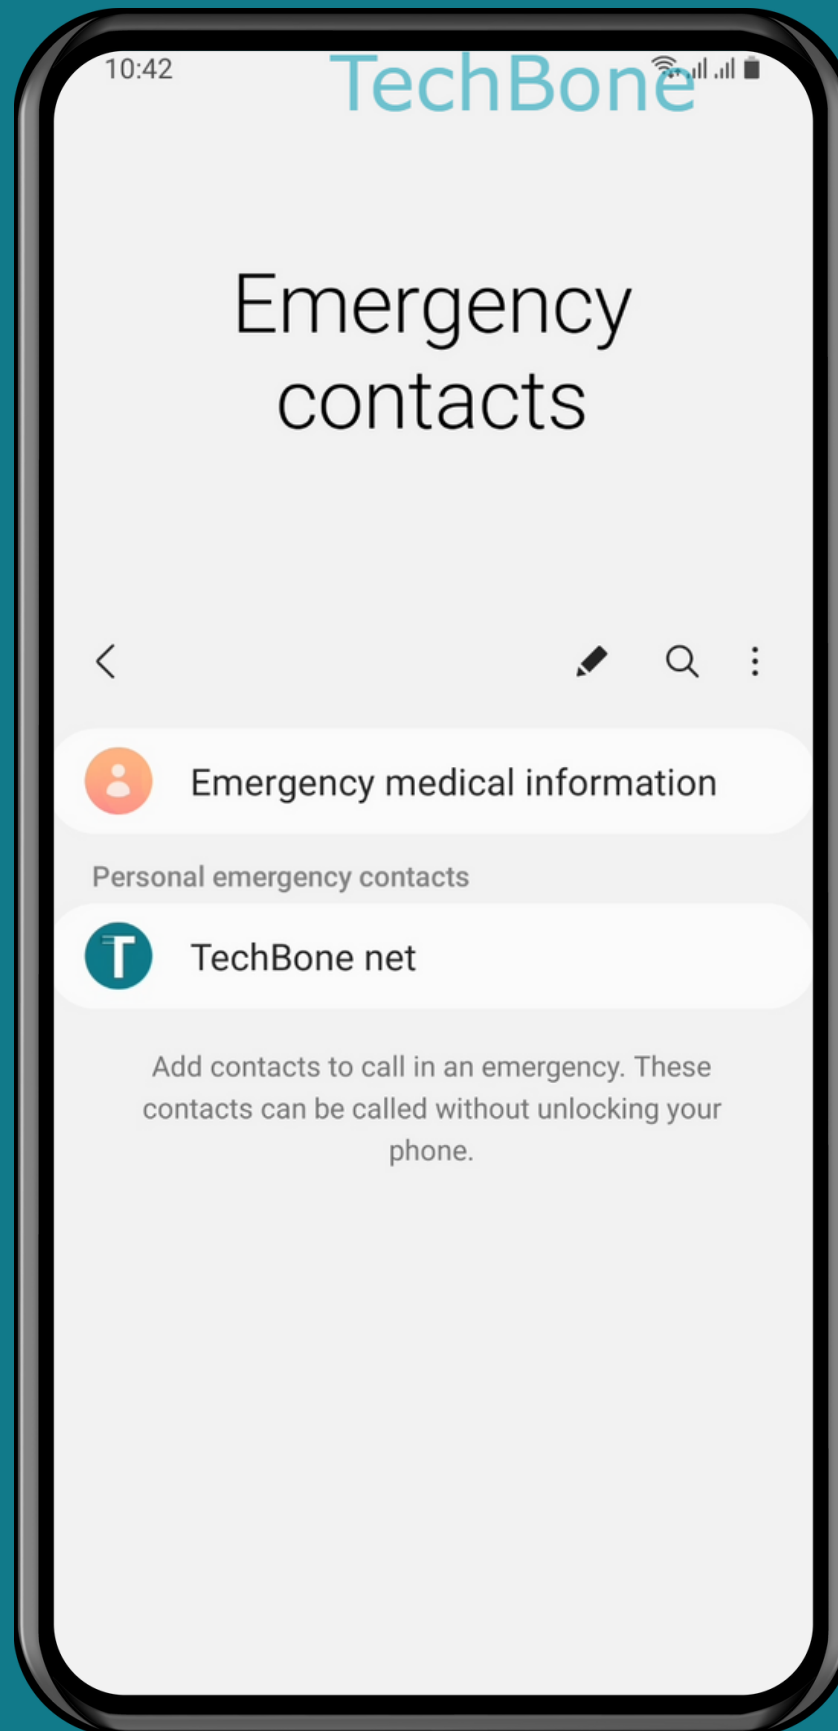 10:42
TechBone
Emergency
contacts
Emergency medical information
Personal emergency contacts
T
TechBone net
Add contacts to call in an emergency. These
contacts can be called without unlocking your
phone.